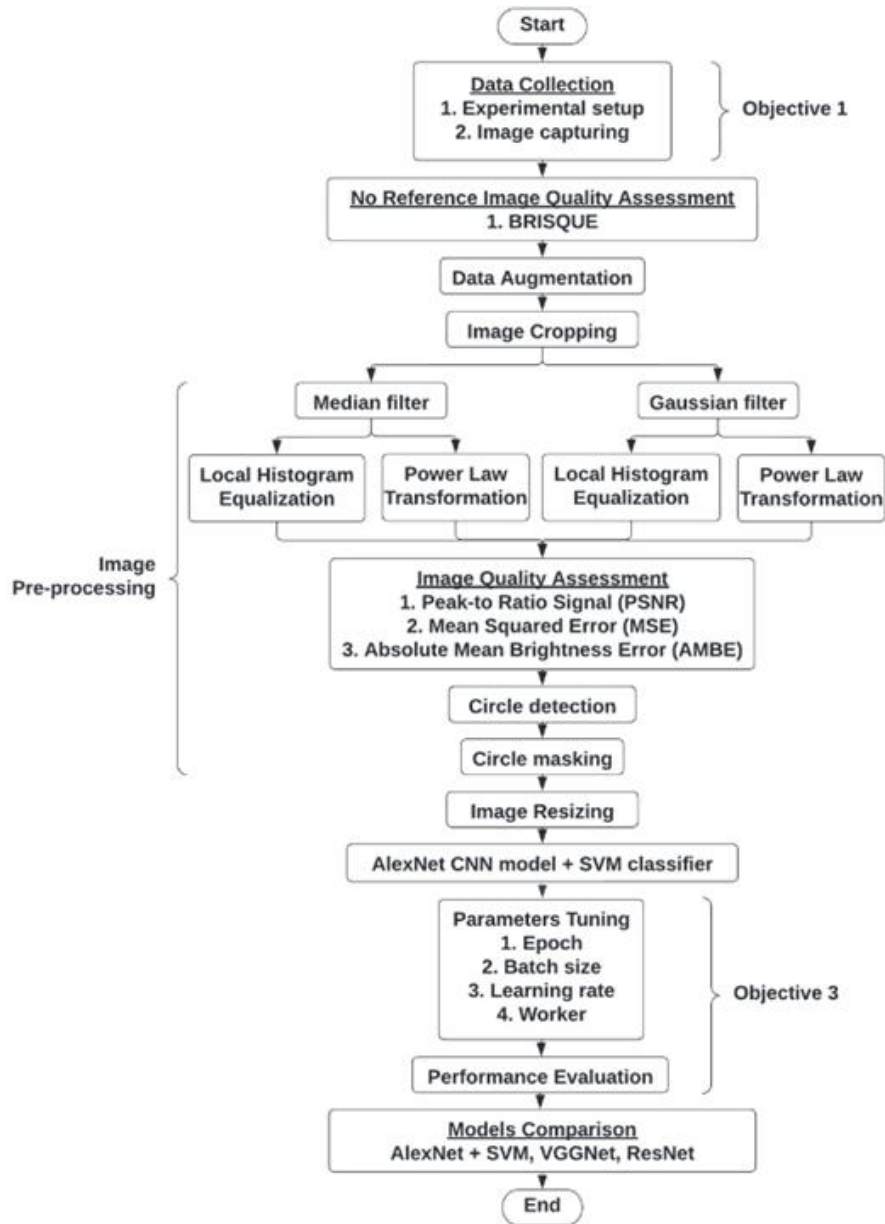 Start
Data Collection
1. Experimental setup
2. Image capturing
Objective 1
No Reference Image Quality Assessment
1. BRISQUE
Data Augmentation
Image Cropping
Median filter
Gaussian filter
Local Histogram
Equalization
Power Law
Transformation
Local Histogram
Equalization
Power Law
Transformation
Image
Pre-processing
Image Quality Assessment
1. Peak-to Ratio Signal (PSNR)
2. Mean Squared Error (MSE)
3. Absolute Mean Brightness Error (AMBE)
Circle detection
Circle masking
Image Resizing
AlexNet CNN model + SVM classifier
Parameters Tuning
1. Epoch
2. Batch size
3. Learning rate
4. Worker
Objective 3
Performance Evaluation
Models Comparison
AlexNet + SVM, VGGNet, ResNet
End